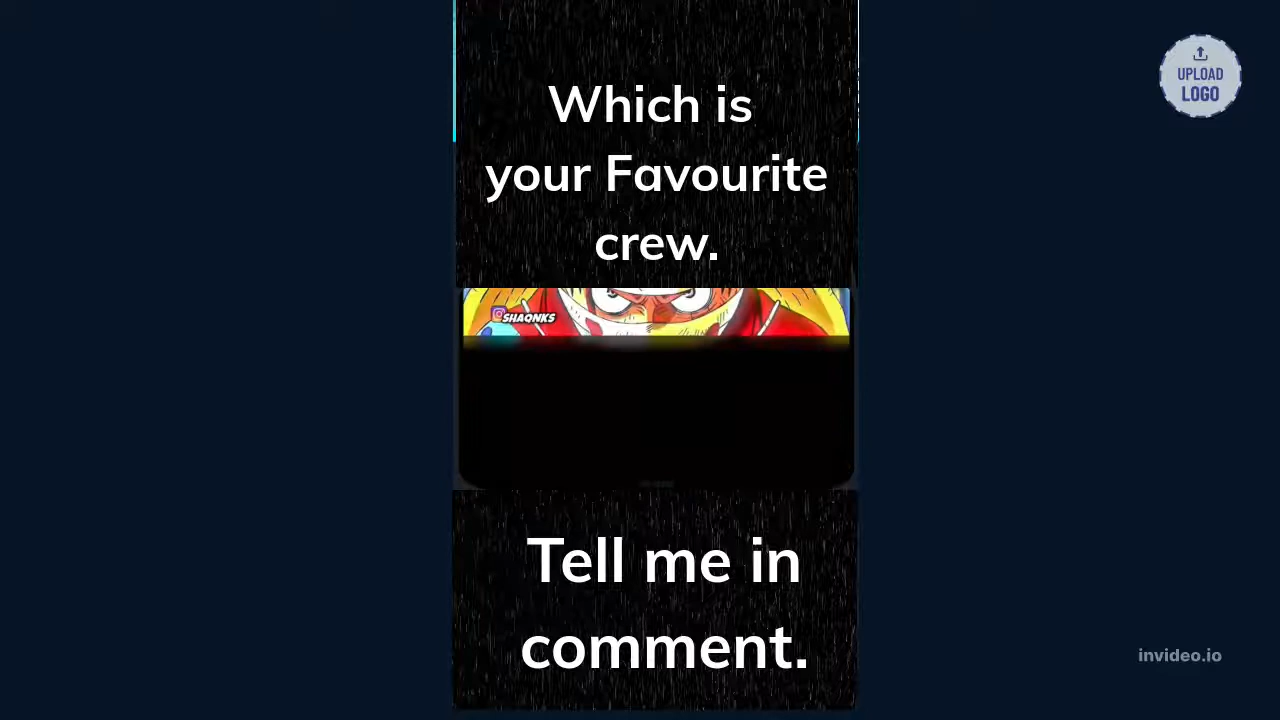 UPLOAD
LOGO
Which is
your Favourite
crew.
SHAQNKS
Tell me in
comment.
invideo.io